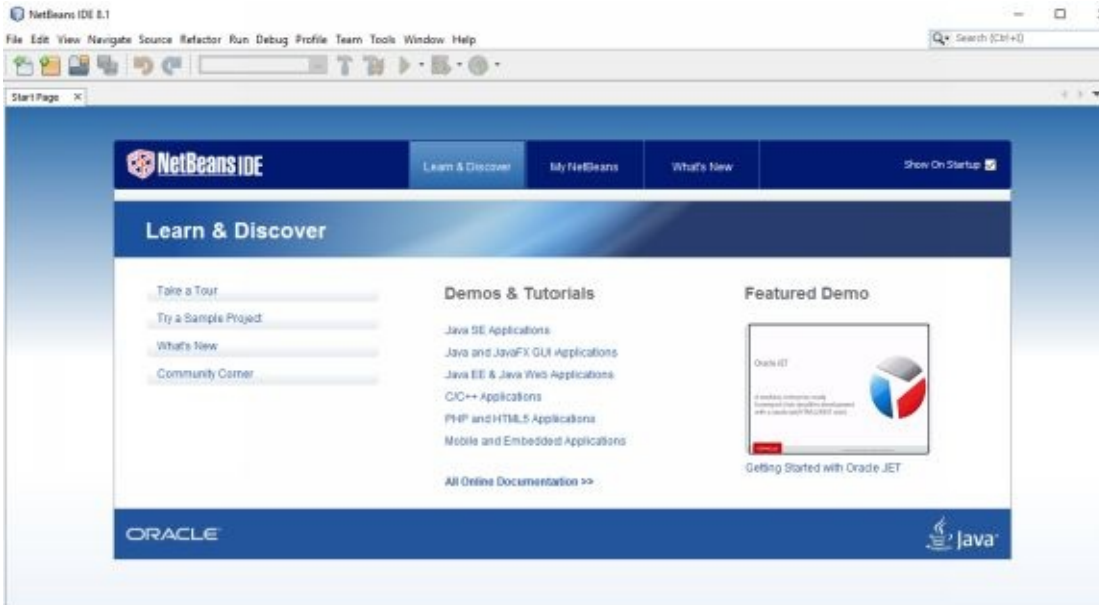 NetBeans IDE 8.1
File Edit View Navigate Source Refactor Run Debug Profile Team Tools Window Help
Search (Ctrl+I)
Start Page
NetBeans IDE
Learn & Discover
My NetBeans
What's New
Show On Startup
Learn & Discover
Take a Tour
Try a Sample Project
What's New
Community Corner
Demos & Tutorials
Java SE Applications
Java and JavaFX GUI Applications
Java EE & Java Web Applications
C/C++ Applications
PHP and HTML5 Applications
Mobile and Embedded Applications
All Online Documentation >>
Featured Demo
Oracle JET
Getting Started with Oracle JET
ORACLE
Java